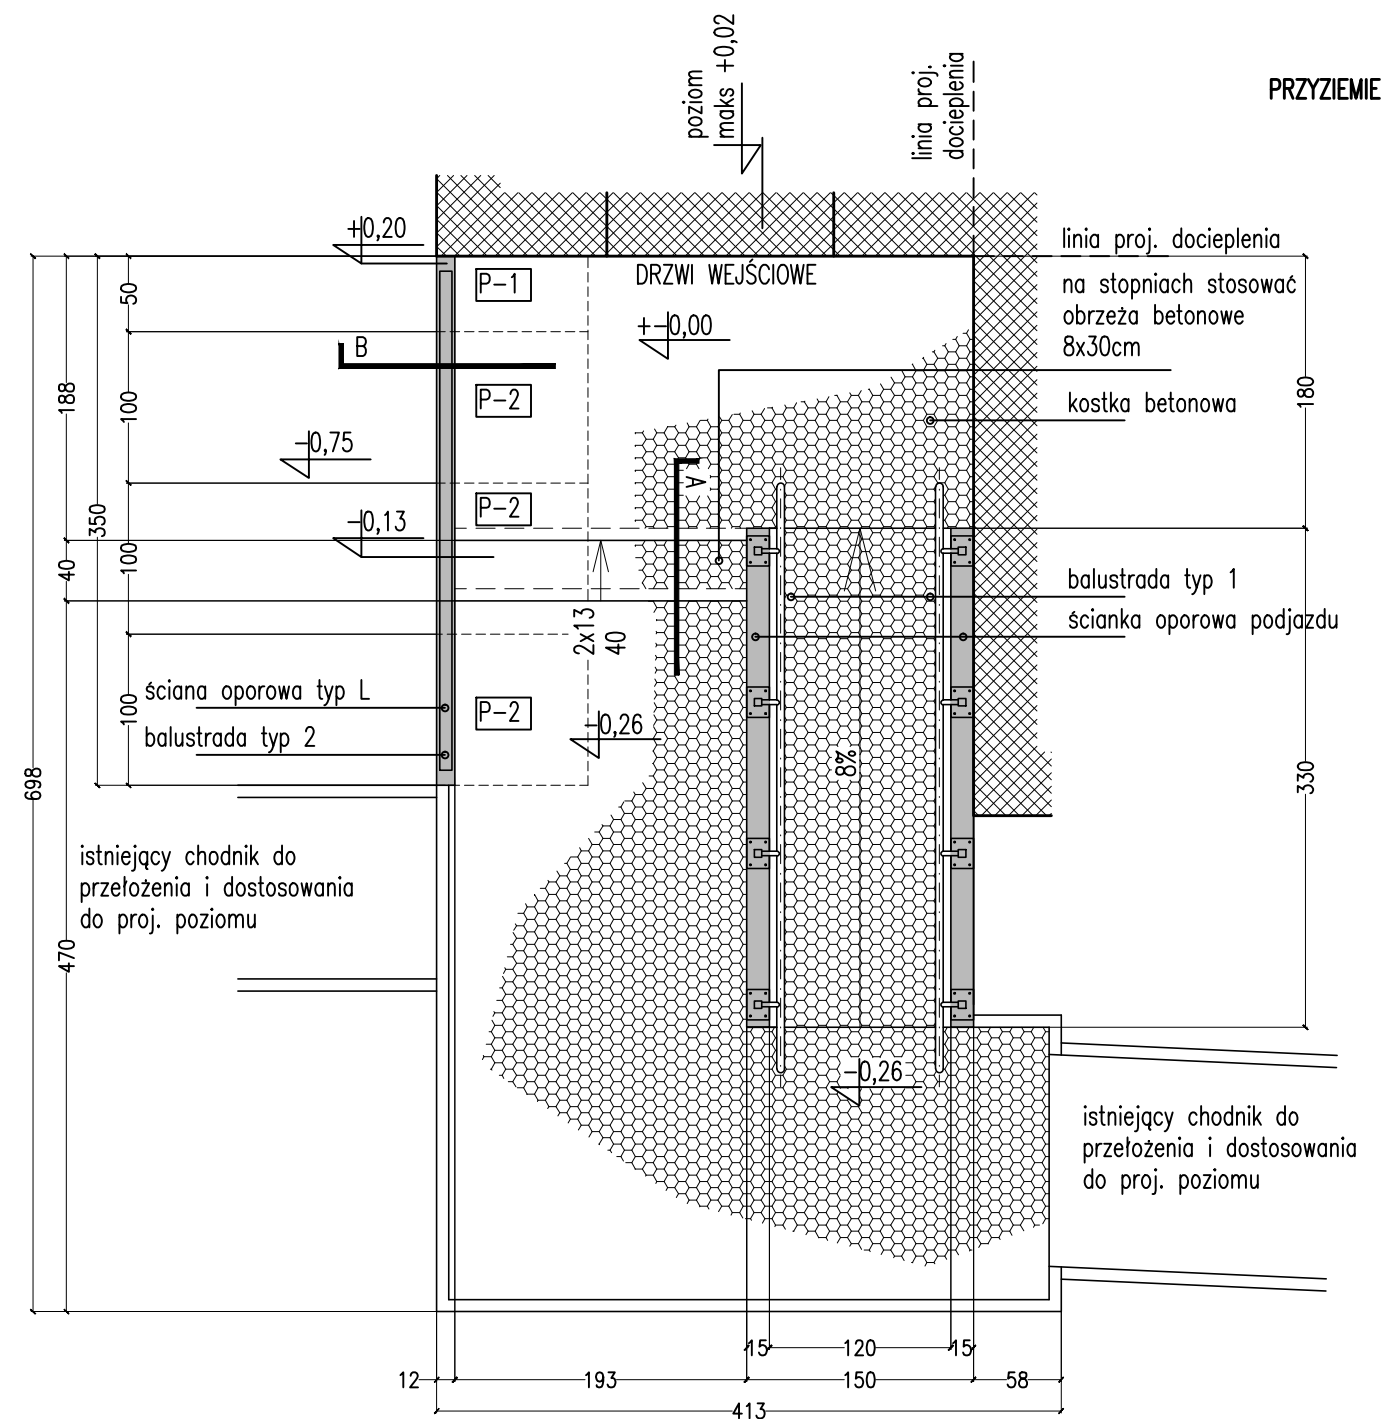 poziom
maks +0,02
linia proj.
docieplenia
PRZYZIEMIE
+0,20
linia proj. docieplenia
DRZWI WEJŚCIOWE
na stopniach stosować
obrzeża betonowe
8x30cm
P-1
50
+-0,00
B
188
100
P-2
180
kostka betonowa
-0,75
A
350
P-2
-0,13
40
100
balustrada typ 1
2x13
40
ścianka oporowa podjazdu
ściana oporowa typ L
100
P-2
balustrada typ 2
-0,26
8%
698
330
istniejący chodnik do
przełożenia i dostosowania
do proj. poziomu
470
-0,26
istniejący chodnik do
przełożenia i dostosowania
do proj. poziomu
15 120 15
12 193 150 58
413